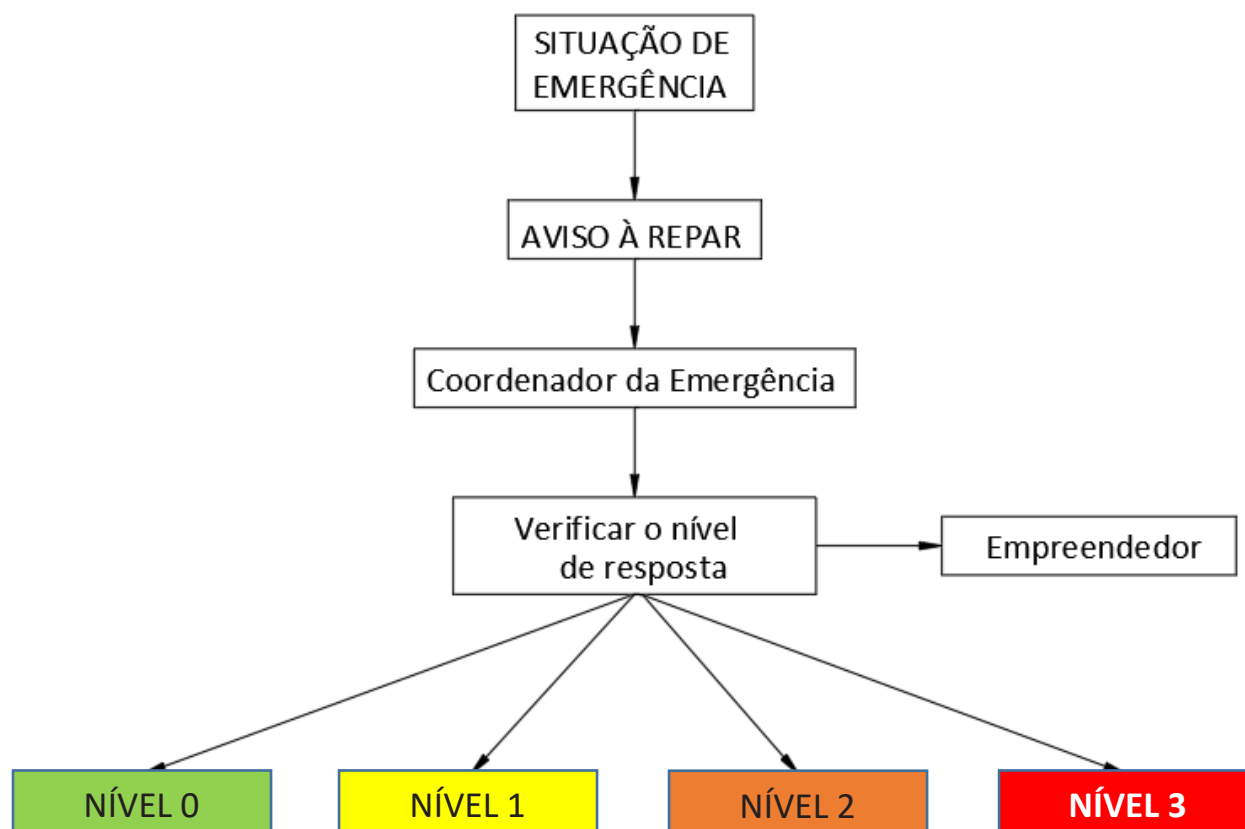 SITUAÇÃO DE
EMERGÊNCIA
AVISO À REPAR
Coordenador da Emergência
Verificar o nível
de resposta
Empreendedor
NÍVEL 0
NÍVEL 1
NÍVEL 2
NÍVEL 3